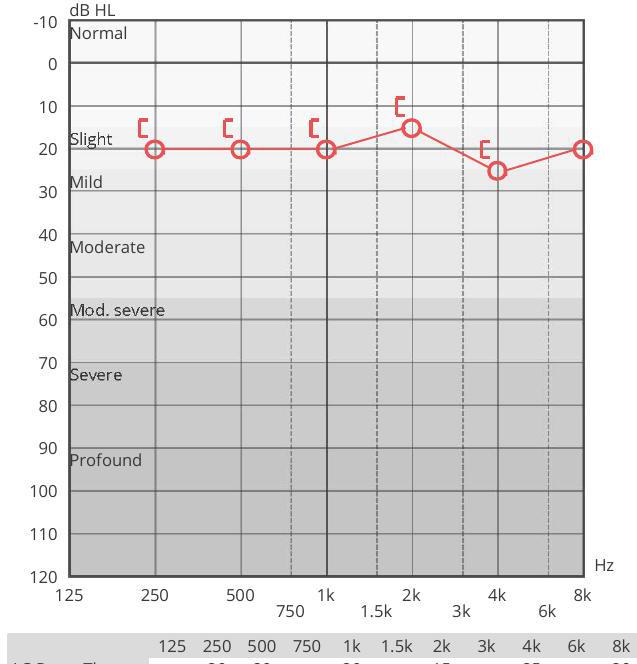 dB HL
-10
Normal
0
10
Slight
20
Mild
30
40
Moderate
50
Mod. severe
60
70
Severe
80
90
Profound
100
110
Hz
120
125 250 500 1k 2k 4k 8k
750 1.5k 3k 6k
125 250 500 750 1k 1.5k 2k 3k 4k 6k 8k